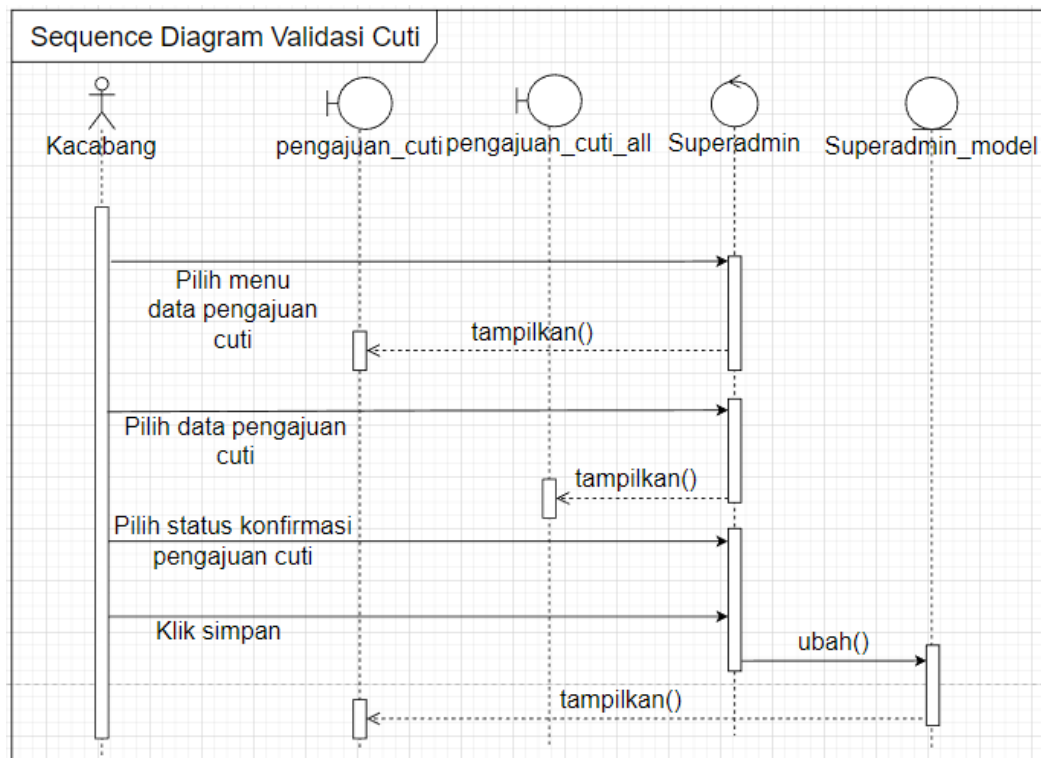 Sequence Diagram Validasi Cuti
Kacabang
pengajuan_cuti
pengajuan_cuti_all
Superadmin
Superadmin_model
Pilih menu
data pengajuan
cuti
tampilkan()
Pilih data pengajuan
cuti
tampilkan()
Pilih status konfirmasi
pengajuan cuti
Klik simpan
ubah()
tampilkan()